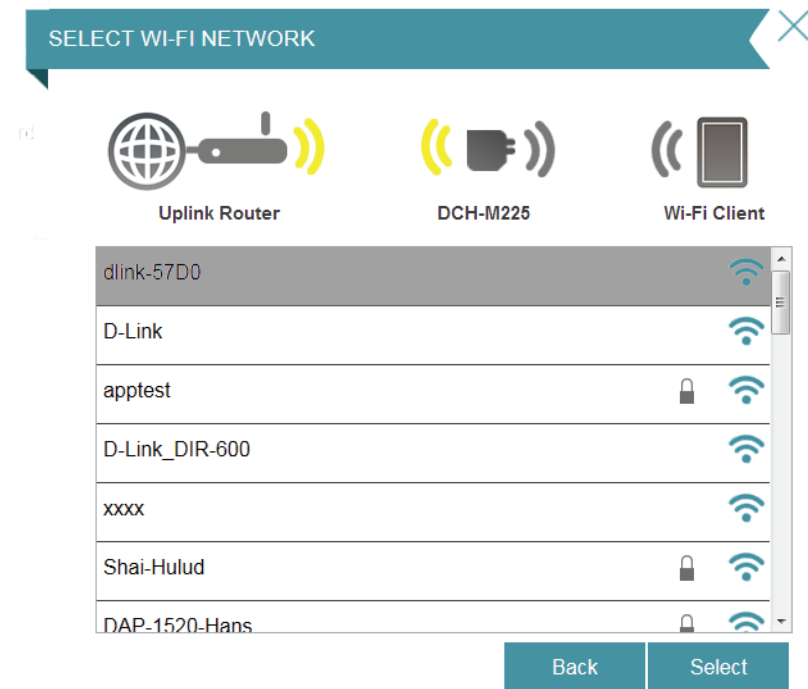 SELECT WI-FI NETWORK
Uplink Router DCH-M225 Wi-Fi Client
dlink-57D0
D-Link
apptest
D-Link_DIR-600
xxxx
Shai-Hulud
DAP-1520-Hans
Back Select